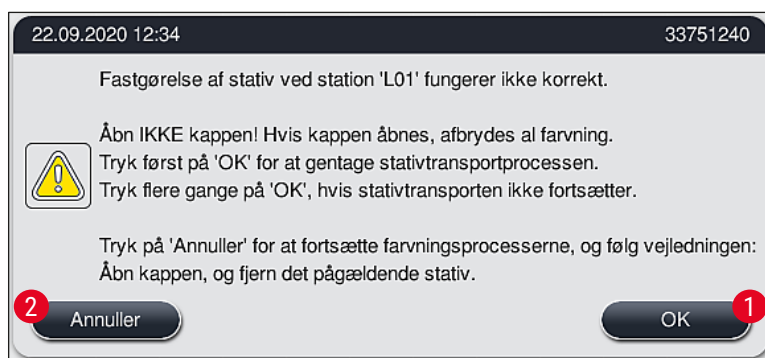 22.09.2020 12:34 33751240
Fastgørelse af stativ ved station 'L01' fungerer ikke korrekt.
Åbn IKKE kappen! Hvis kappen åbnes, afbrydes al farvning.
Tryk først på 'OK' for at gentage stativtransportprocessen.
Tryk flere gange på 'OK', hvis stativtransporten ikke fortsætter.
Tryk på 'Annuller' for at fortsætte farvningsprocesserne, og følg vejledningen:
Åbn kappen, og fjern det pågældende stativ.
2 Annuller OK 1